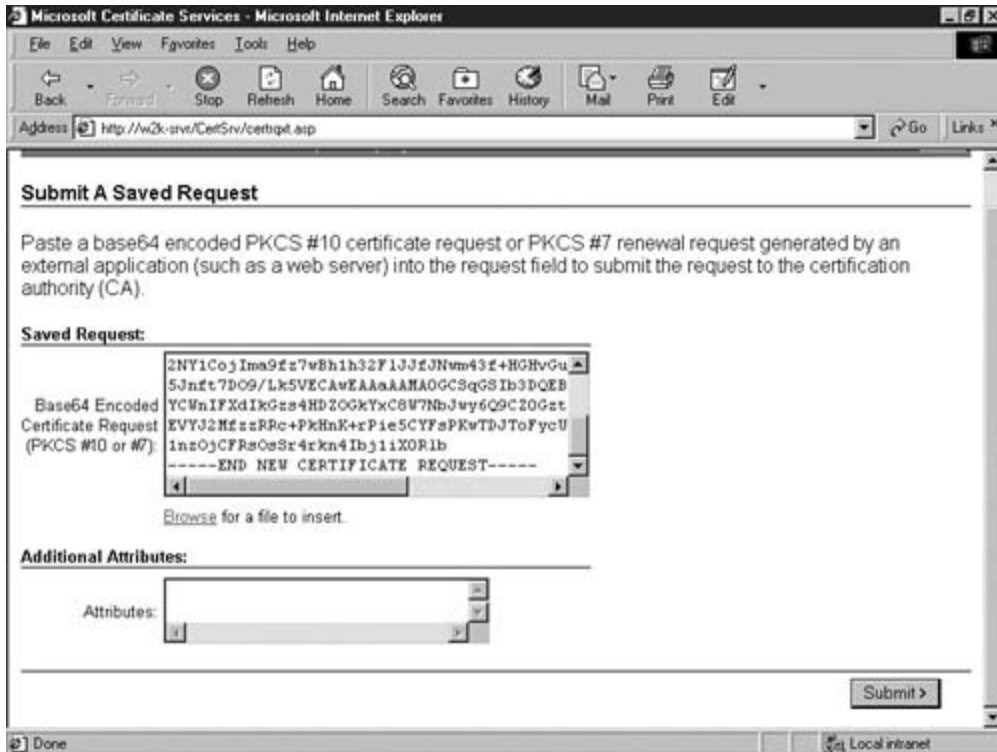 Microsoft Certificate Services - Microsoft Internet Explorer
File Edit View Favorites Tools Help
Back Forward Stop Refresh Home Search Favorites History Mail Print Edit
Address http://w2k-srvr/CertSrv/certrqxt.asp Go Links
Submit A Saved Request
Paste a base64 encoded PKCS #10 certificate request or PKCS #7 renewal request generated by an
external application (such as a web server) into the request field to submit the request to the certification
authority (CA).
Saved Request:
2NY1CojIma9fz7wBh1h32F1JJfJNwm43f+HGHvGu
5Jnft7DO9/Lk5VECAwEAAaAAMA0GCSqGSIb3DQEB
Base64 Encoded YCWnIFXdIkGzs4HDZOGkYxC8W7NbJwy6Q9CZ0Gzt
Certificate Request EVYJ2MfzzRRc+PkHnK+rPie5CYFsPKwTDJToFycU
(PKCS #10 or #7): 1nzOjCFRsOsSr4rkn4Ibj1iX0R1b
-----END NEW CERTIFICATE REQUEST-----
Browse for a file to insert.
Additional Attributes:
Attributes:
Submit >
Done Local intranet